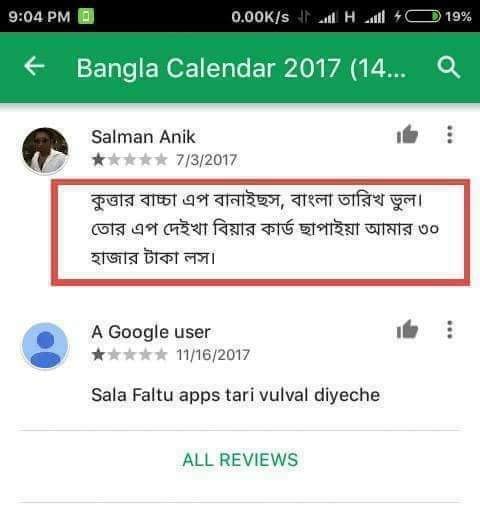 9:04 PM 0.00K/s H 19%
Bangla Calendar 2017 (14...
Salman Anik
7/3/2017
কুত্তার বাচ্চা এপ বানাইছস, বাংলা তারিখ ভুল।
তোর এপ দেইখা বিয়ার কার্ড ছাপাইয়া আমার ৩০
হাজার টাকা লস।
A Google user
11/16/2017
Sala Faltu apps tari vulval diyeche
ALL REVIEWS